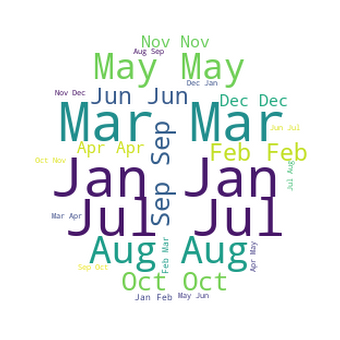 Nov Nov
Aug Sep
May May
Dec Jan
Nov Dec
Jun Jun
Dec Dec
Mar Mar
Jun Jul
Apr Apr
Sep Sep
Feb Feb
Oct Nov
Jan Jan
Jul Aug
Jul Jul
Mar Apr
Aug Aug
Feb Mar
Apr May
Sep Oct
Oct Oct
Jan Feb
May Jun